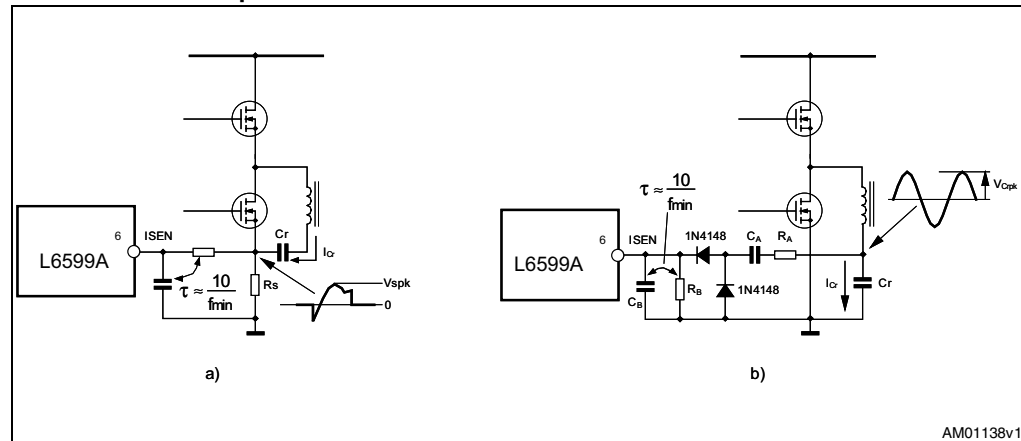 L6599A
6
ISEN
τ ≈ 10/fmin
Cr
ICr
Rs
Vspk
0
a)
L6599A
6
ISEN
τ ≈ 10/fmin
1N4148
CA
RA
1N4148
CB
RB
ICr
Cr
VCrpk
b)
AM01138v1